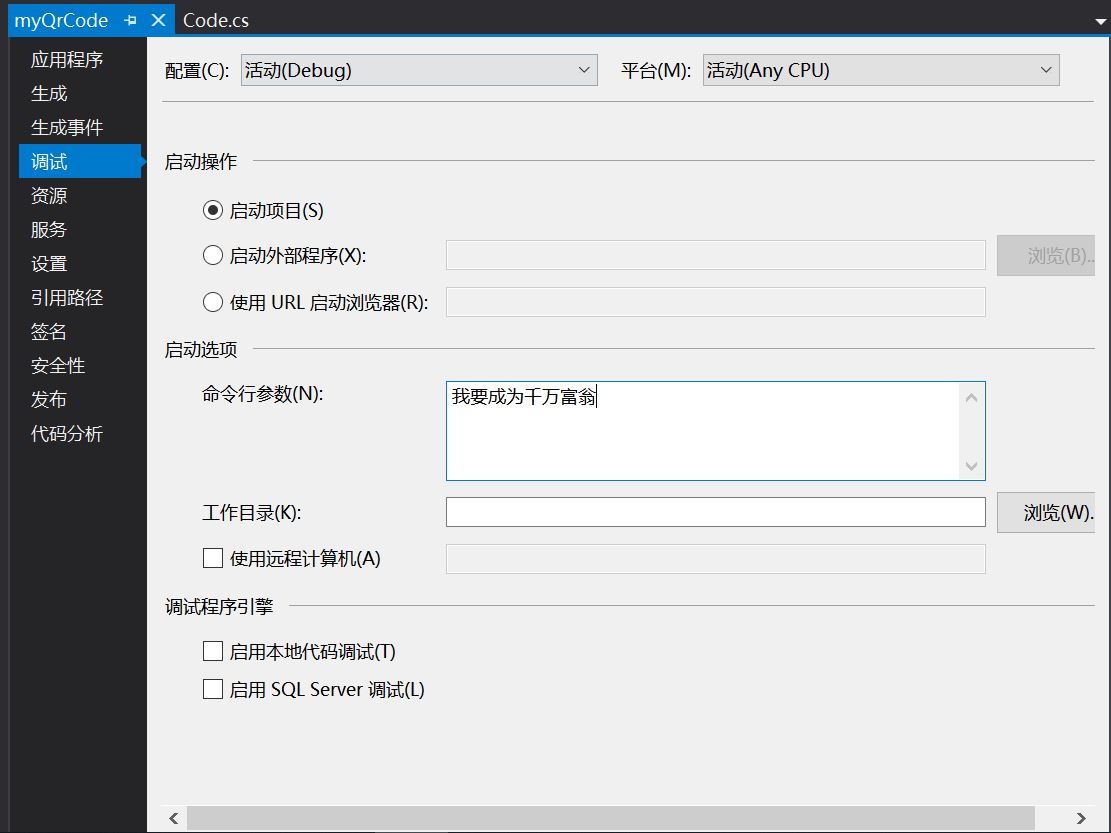 myQrCode Code.cs
应用程序
生成
生成事件
调试
资源
服务
设置
引用路径
签名
安全性
发布
代码分析
配置(C): 活动(Debug) 平台(M): 活动(Any CPU)
启动操作
启动项目(S)
启动外部程序(X): 浏览(B)..
使用 URL 启动浏览器(R):
启动选项
命令行参数(N): 我要成为千万富翁
工作目录(K): 浏览(W).
使用远程计算机(A)
调试程序引擎
启用本地代码调试(T)
启用 SQL Server 调试(L)